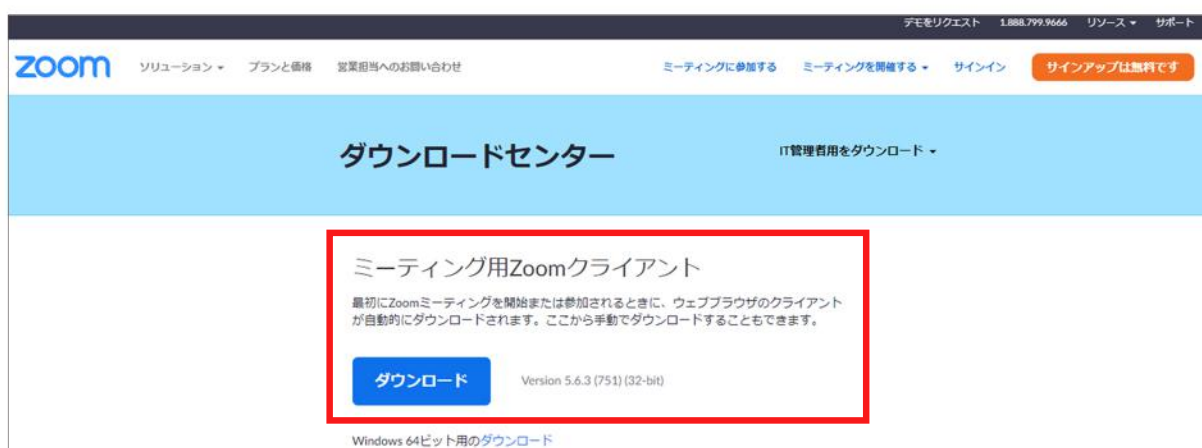 デモをリクエスト 1.888.799.9666 リソース サポート
zoom ソリューション プランと価格 営業担当へのお問い合わせ ミーティングに参加する ミーティングを開催する サインイン サインアップは無料です
ダウンロードセンター IT管理者用をダウンロード
ミーティング用Zoomクライアント
最初にZoomミーティングを開始または参加されるときに、ウェブブラウザのクライアント
が自動的にダウンロードされます。ここから手動でダウンロードすることもできます。
ダウンロード Version 5.6.3 (751) (32-bit)
Windows 64ビット用のダウンロード